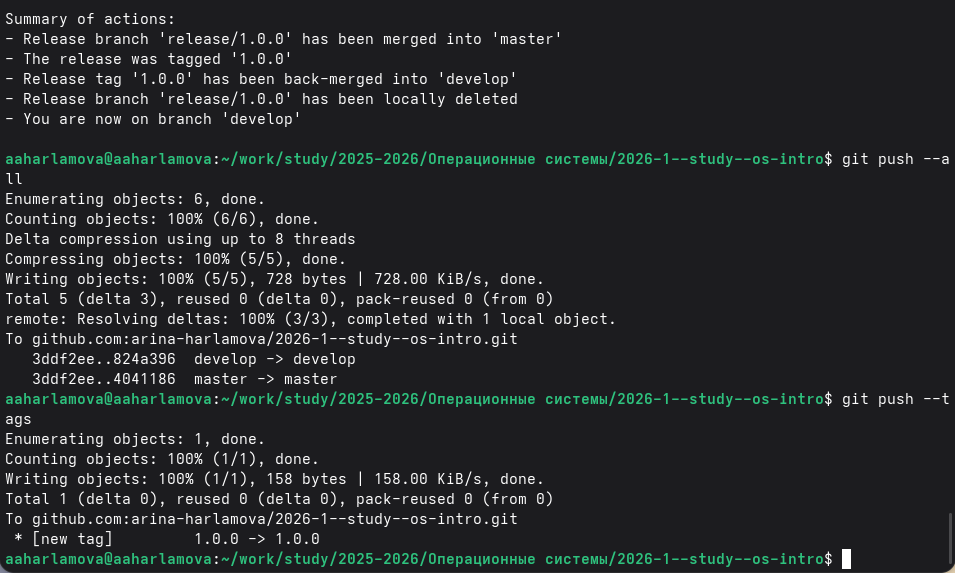 Summary of actions:
- Release branch 'release/1.0.0' has been merged into 'master'
- The release was tagged '1.0.0'
- Release tag '1.0.0' has been back-merged into 'develop'
- Release branch 'release/1.0.0' has been locally deleted
- You are now on branch 'develop'

aaharlamova@aaharlamova:~/work/study/2025-2026/Операционные системы/2026-1--study--os-intro$ git push --a
ll
Enumerating objects: 6, done.
Counting objects: 100% (6/6), done.
Delta compression using up to 8 threads
Compressing objects: 100% (5/5), done.
Writing objects: 100% (5/5), 728 bytes | 728.00 KiB/s, done.
Total 5 (delta 3), reused 0 (delta 0), pack-reused 0 (from 0)
remote: Resolving deltas: 100% (3/3), completed with 1 local object.
To github.com:arina-harlamova/2026-1--study--os-intro.git
   3ddf2ee..824a396  develop -> develop
   3ddf2ee..4041186  master -> master
aaharlamova@aaharlamova:~/work/study/2025-2026/Операционные системы/2026-1--study--os-intro$ git push --t
ags
Enumerating objects: 1, done.
Counting objects: 100% (1/1), done.
Writing objects: 100% (1/1), 158 bytes | 158.00 KiB/s, done.
Total 1 (delta 0), reused 0 (delta 0), pack-reused 0 (from 0)
To github.com:arina-harlamova/2026-1--study--os-intro.git
 * [new tag]         1.0.0 -> 1.0.0
aaharlamova@aaharlamova:~/work/study/2025-2026/Операционные системы/2026-1--study--os-intro$